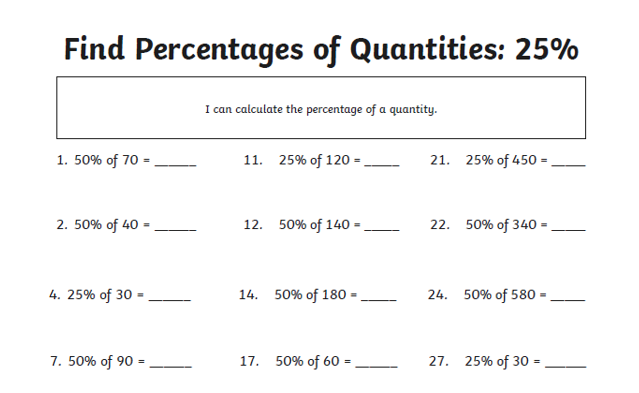 Find Percentages of Quantities: 25%
I can calculate the percentage of a quantity.
1. 50% of 70 = ______ 11. 25% of 120 = _____ 21. 25% of 450 = _____
2. 50% of 40 = ______ 12. 50% of 140 = _____ 22. 50% of 340 = _____
4. 25% of 30 = ______ 14. 50% of 180 = _____ 24. 50% of 580 = _____
7. 50% of 90 = ______ 17. 50% of 60 = ______ 27. 25% of 30 = ______